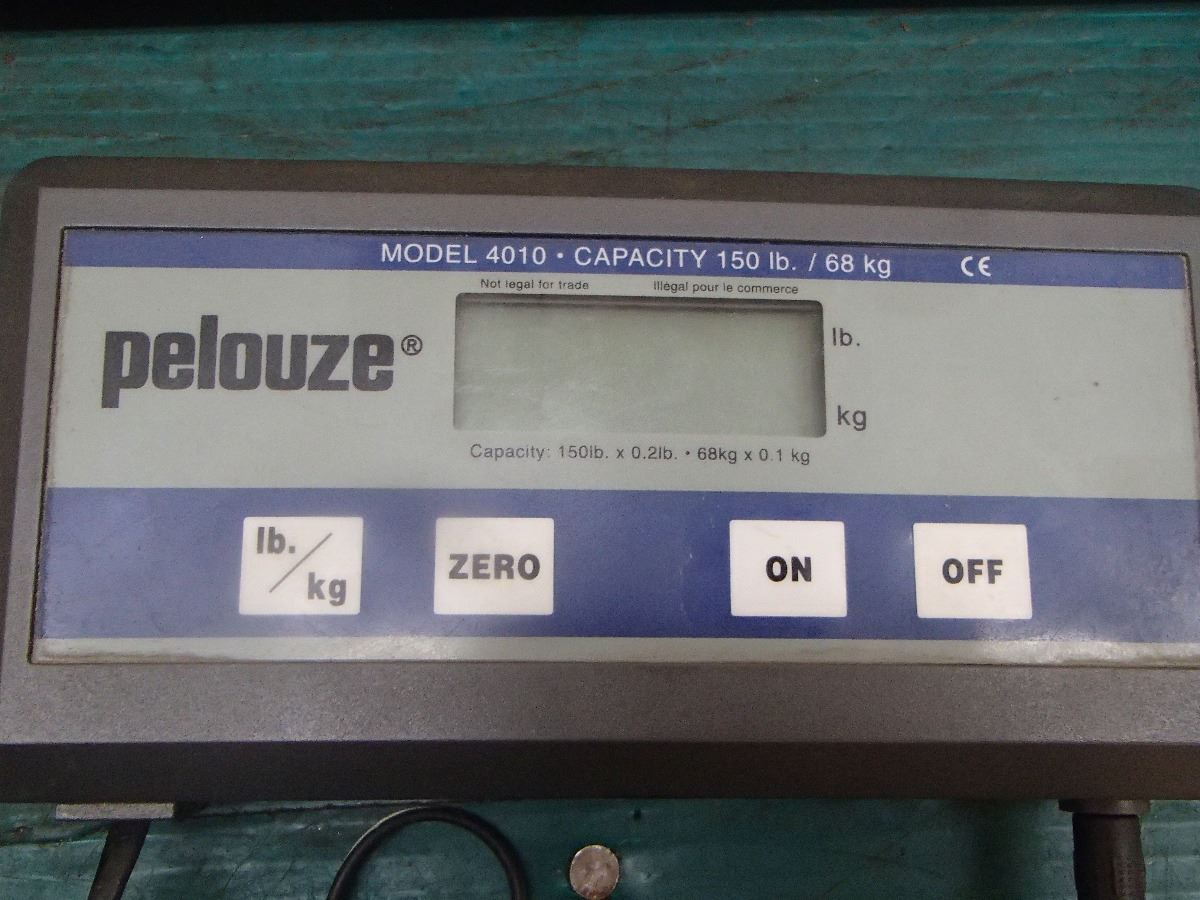 MODEL 4010 • CAPACITY 150 lb. / 68 kg CE
Not legal for trade Illégal pour le commerce
pelouze®
lb.
kg
Capacity: 150lb. x 0.2lb. • 68kg x 0.1 kg
lb./kg ZERO ON OFF